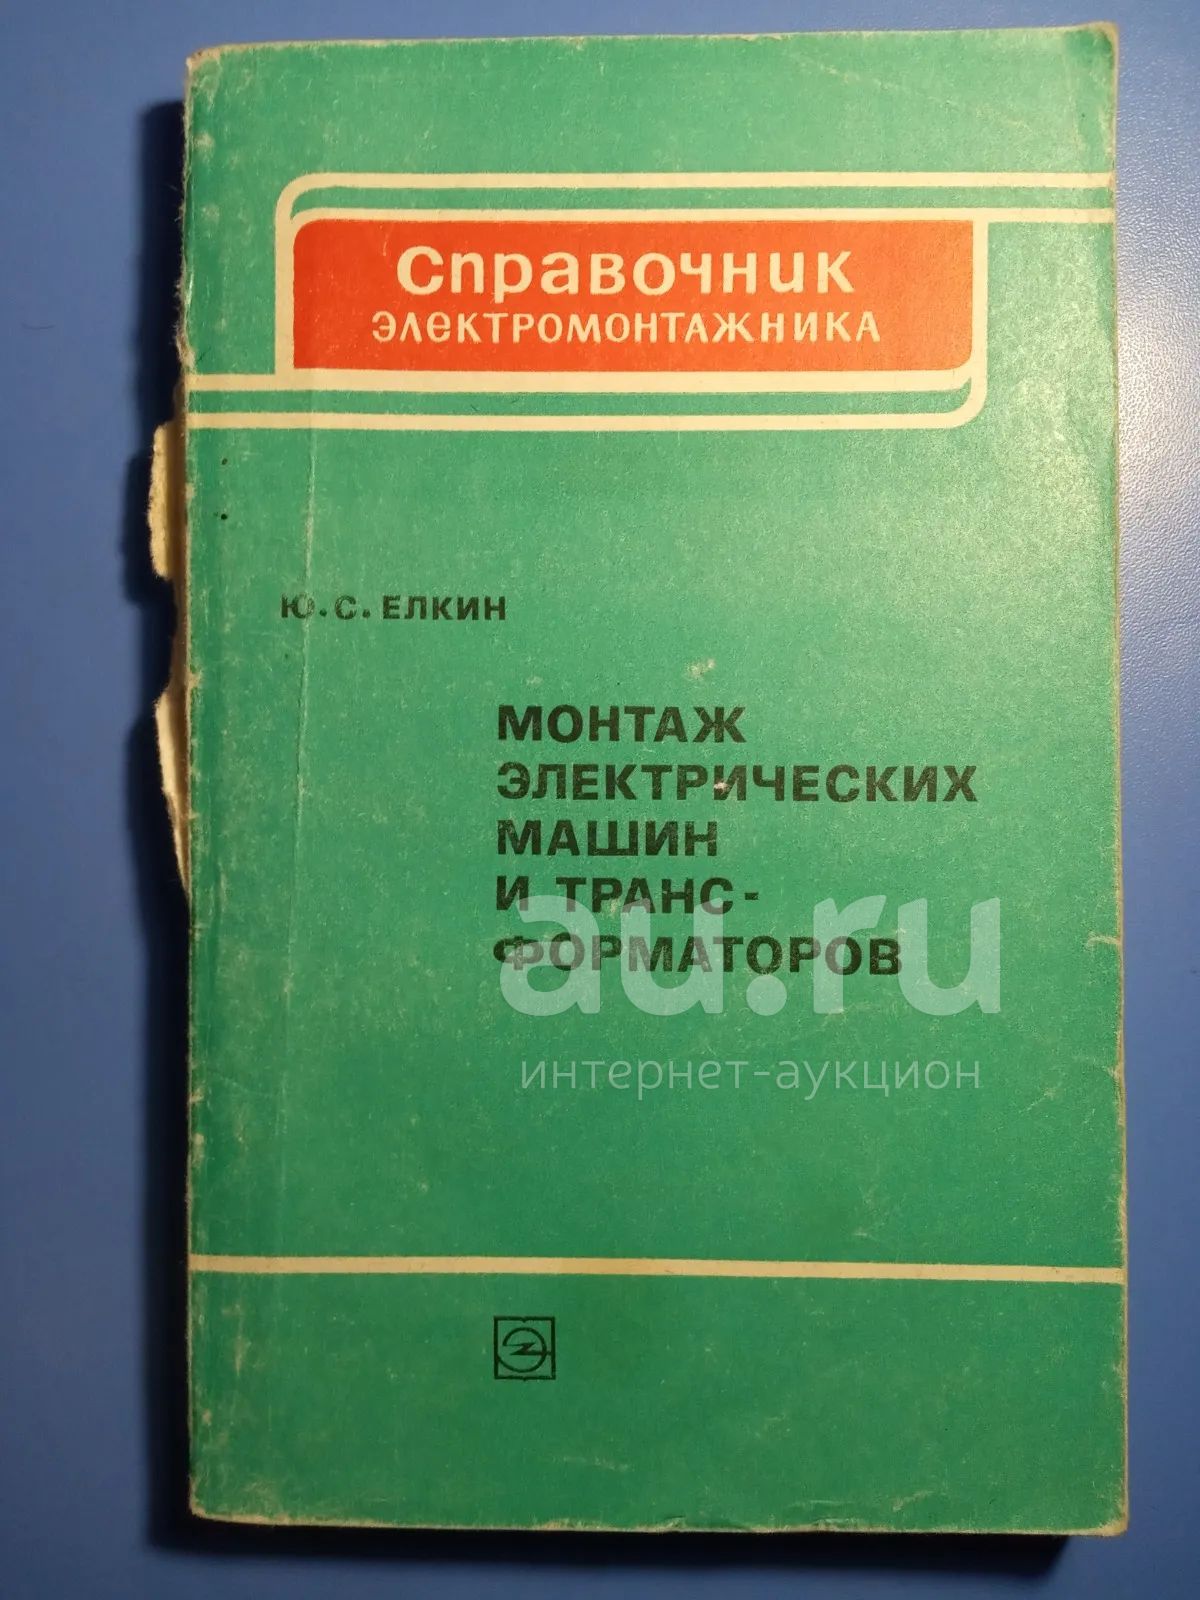 Справочник
ЭЛЕКТРОМОНТАЖНИКА
Ю.С.ЕЛКИН
МОНТАЖ
ЭЛЕКТРИЧЕСКИХ
МАШИН
И ТРАНС-
ФОРМАТОРОВ
au.ru
интернет-аукцион